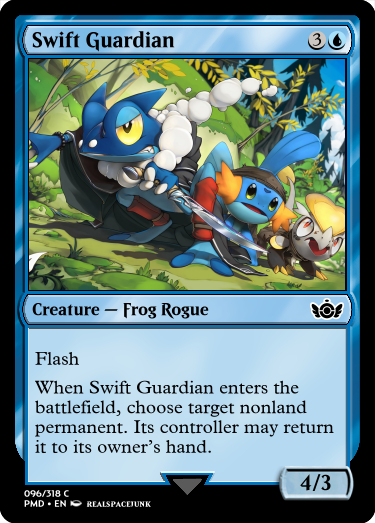 Swift Guardian 3
Creature — Frog Rogue
Flash
When Swift Guardian enters the
battlefield, choose target nonland
permanent. Its controller may return
it to its owner's hand.
4/3
096/318 C
PMD • EN REALSPACEJUNK